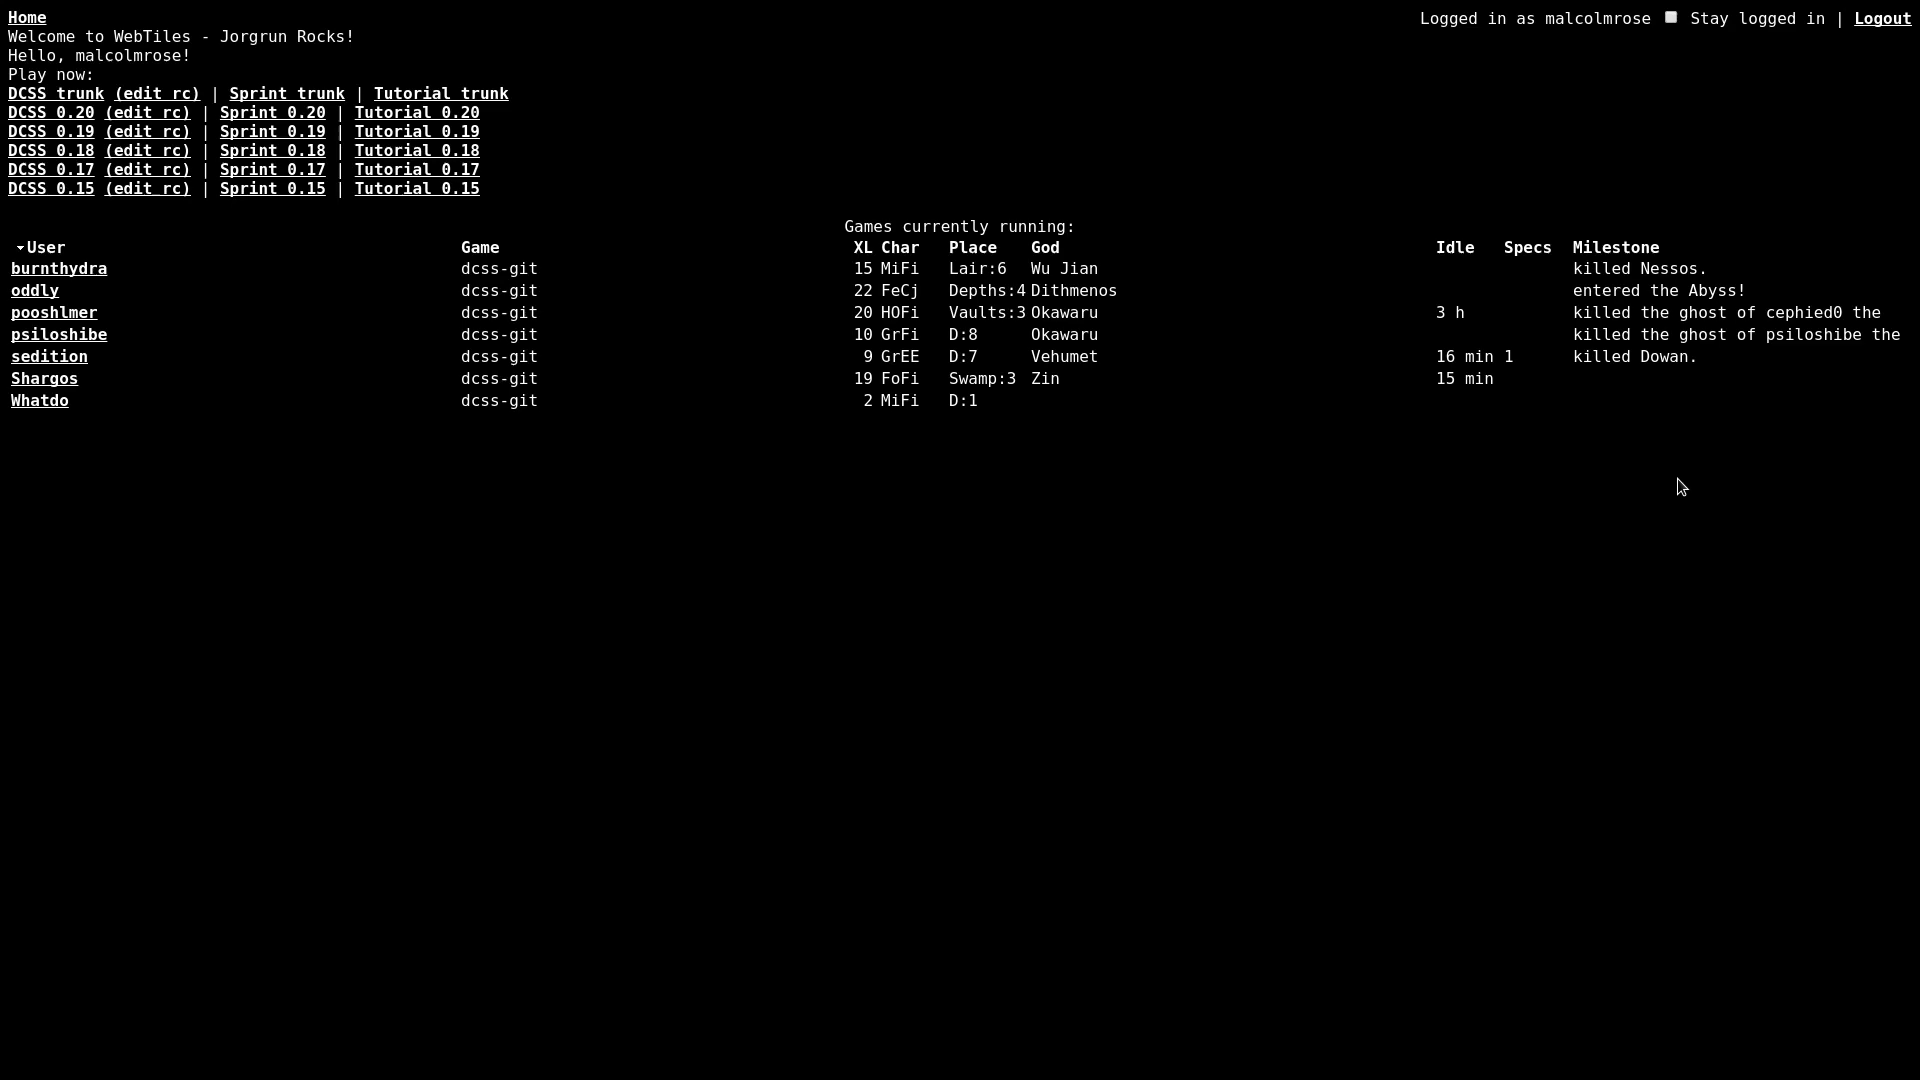 Home
Logged in as malcolmrose Stay logged in | Logout
Welcome to WebTiles - Jorgrun Rocks!
Hello, malcolmrose!
Play now:
DCSS trunk (edit rc) | Sprint trunk | Tutorial trunk
DCSS 0.20 (edit rc) | Sprint 0.20 | Tutorial 0.20
DCSS 0.19 (edit rc) | Sprint 0.19 | Tutorial 0.19
DCSS 0.18 (edit rc) | Sprint 0.18 | Tutorial 0.18
DCSS 0.17 (edit rc) | Sprint 0.17 | Tutorial 0.17
DCSS 0.15 (edit rc) | Sprint 0.15 | Tutorial 0.15
Games currently running:
User Game XL Char Place God Idle Specs Milestone
burnthydra dcss-git 15 MiFi Lair:6 Wu Jian killed Nessos.
oddly dcss-git 22 FeCj Depths:4 Dithmenos entered the Abyss!
pooshlmer dcss-git 20 HOFi Vaults:3 Okawaru 3 h killed the ghost of cephied0 the
psiloshibe dcss-git 10 GrFi D:8 Okawaru killed the ghost of psiloshibe the
sedition dcss-git 9 GrEE D:7 Vehumet 16 min 1 killed Dowan.
Shargos dcss-git 19 FoFi Swamp:3 Zin 15 min
Whatdo dcss-git 2 MiFi D:1